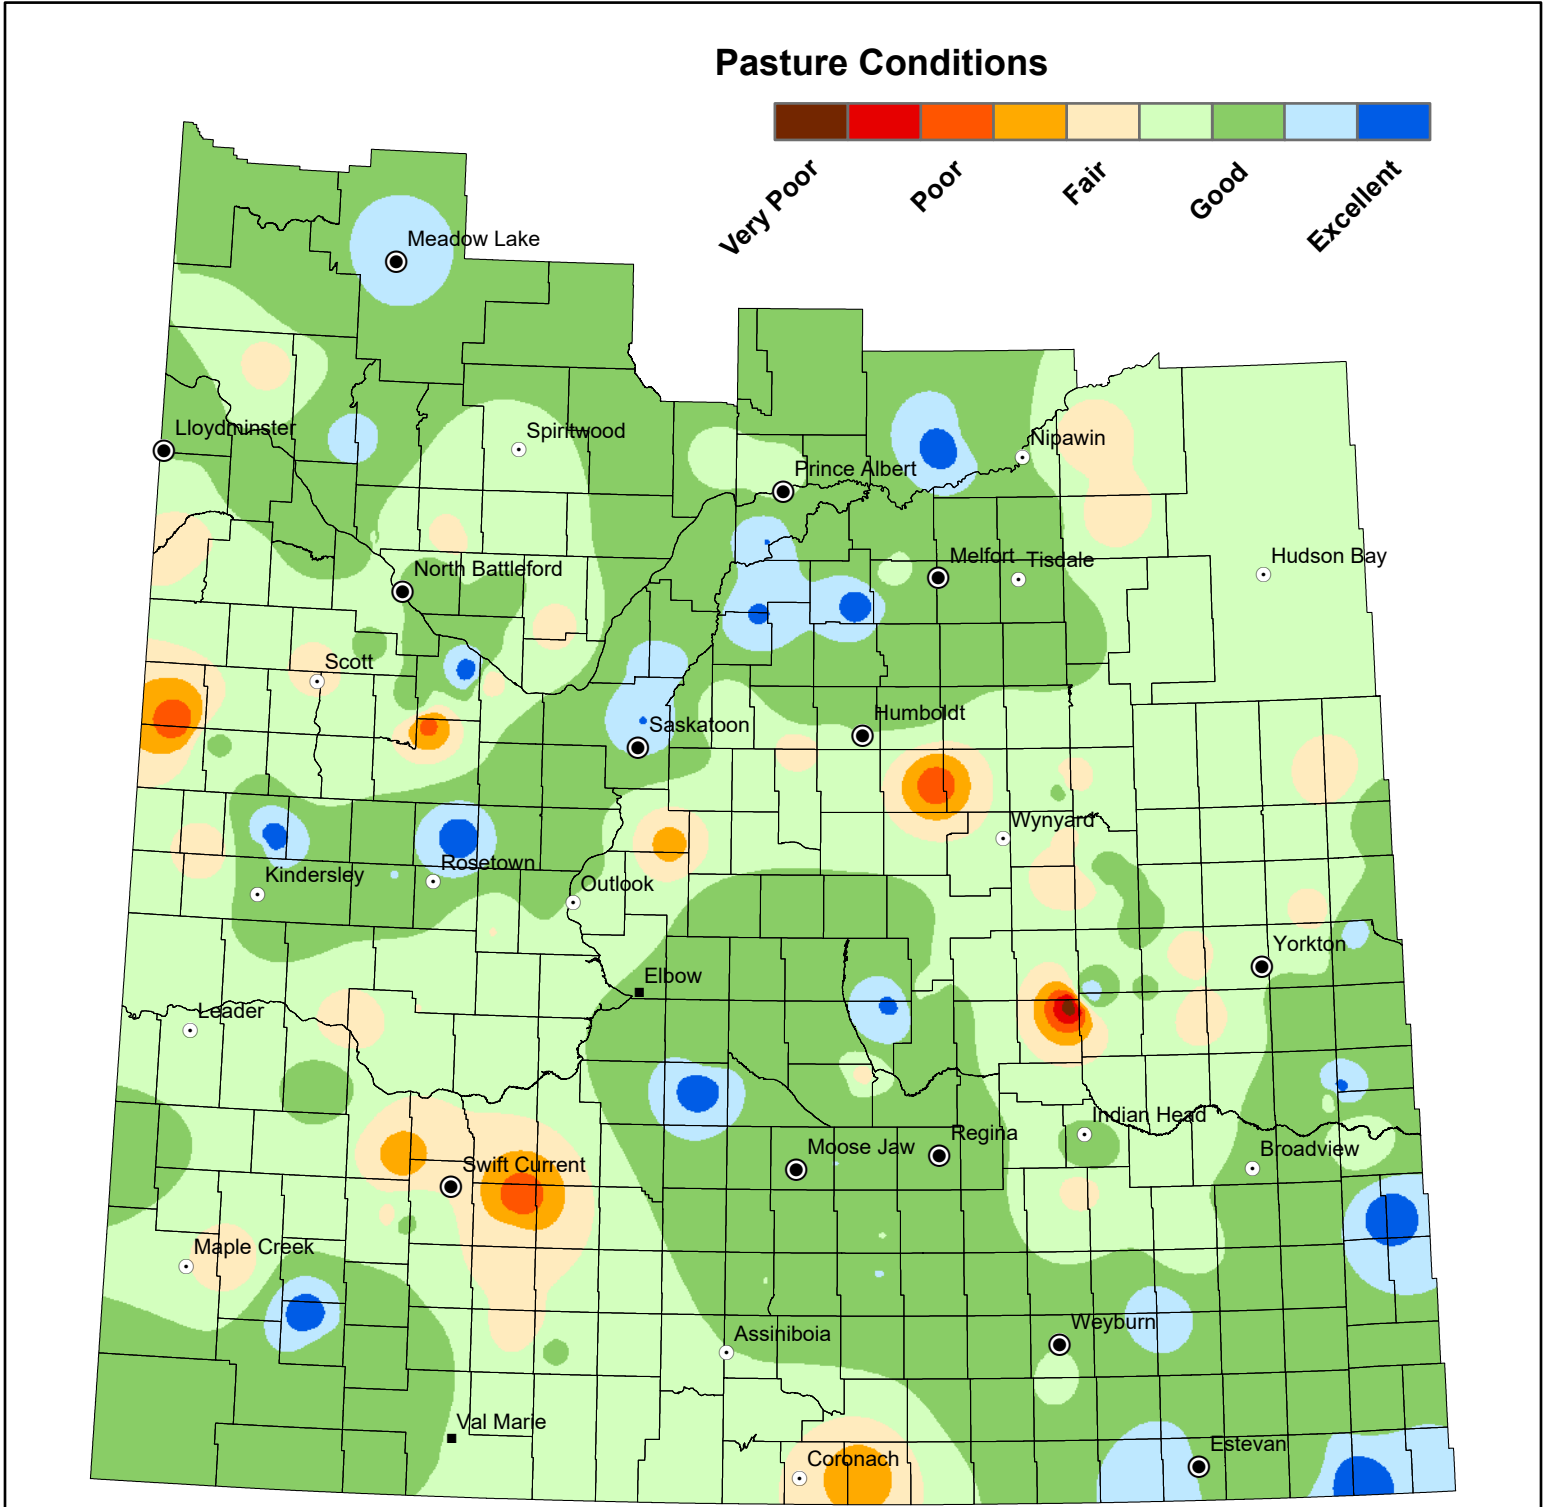 Pasture Conditions
Very Poor
Poor
Fair
Good
Excellent
Meadow Lake
Lloydminster
Spiritwood
Nipawin
Prince Albert
North Battleford
Melfort
Tisdale
Hudson Bay
Scott
Saskatoon
Humboldt
Wynyard
Rosetown
Kindersley
Outlook
Yorkton
Elbow
Leader
Indian Head
Regina
Moose Jaw
Broadview
Swift Current
Maple Creek
Weyburn
Assiniboia
Val Marie
Estevan
Coronach